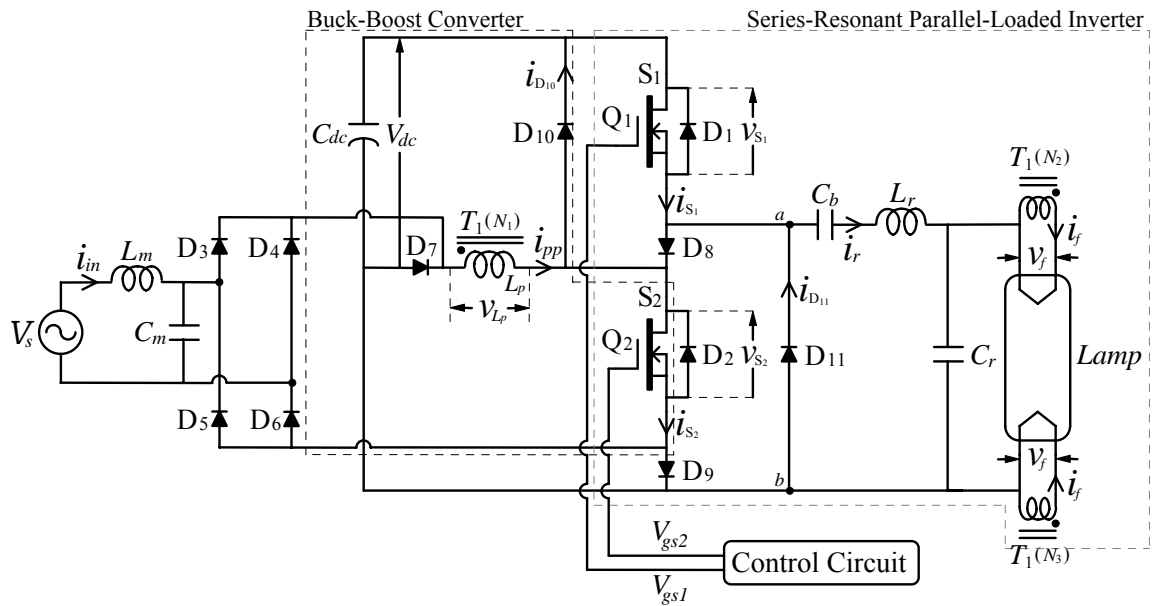 Buck-Boost Converter
Series-Resonant Parallel-Loaded Inverter
i_D10
S1
Q1
D1
v_S1
C_dc
V_dc
D10
T1(N2)
i_S1
a
C_b
L_r
i_r
i_f
v_f
D3
D4
T1(N1)
D7
i_pp
D8
L_p
v_Lp
i_in
L_m
V_s
C_m
S2
Q2
D2
v_S2
i_D11
D11
C_r
Lamp
D5
D6
i_S2
D9
b
v_f
i_f
T1(N3)
V_gs2
V_gs1
Control Circuit